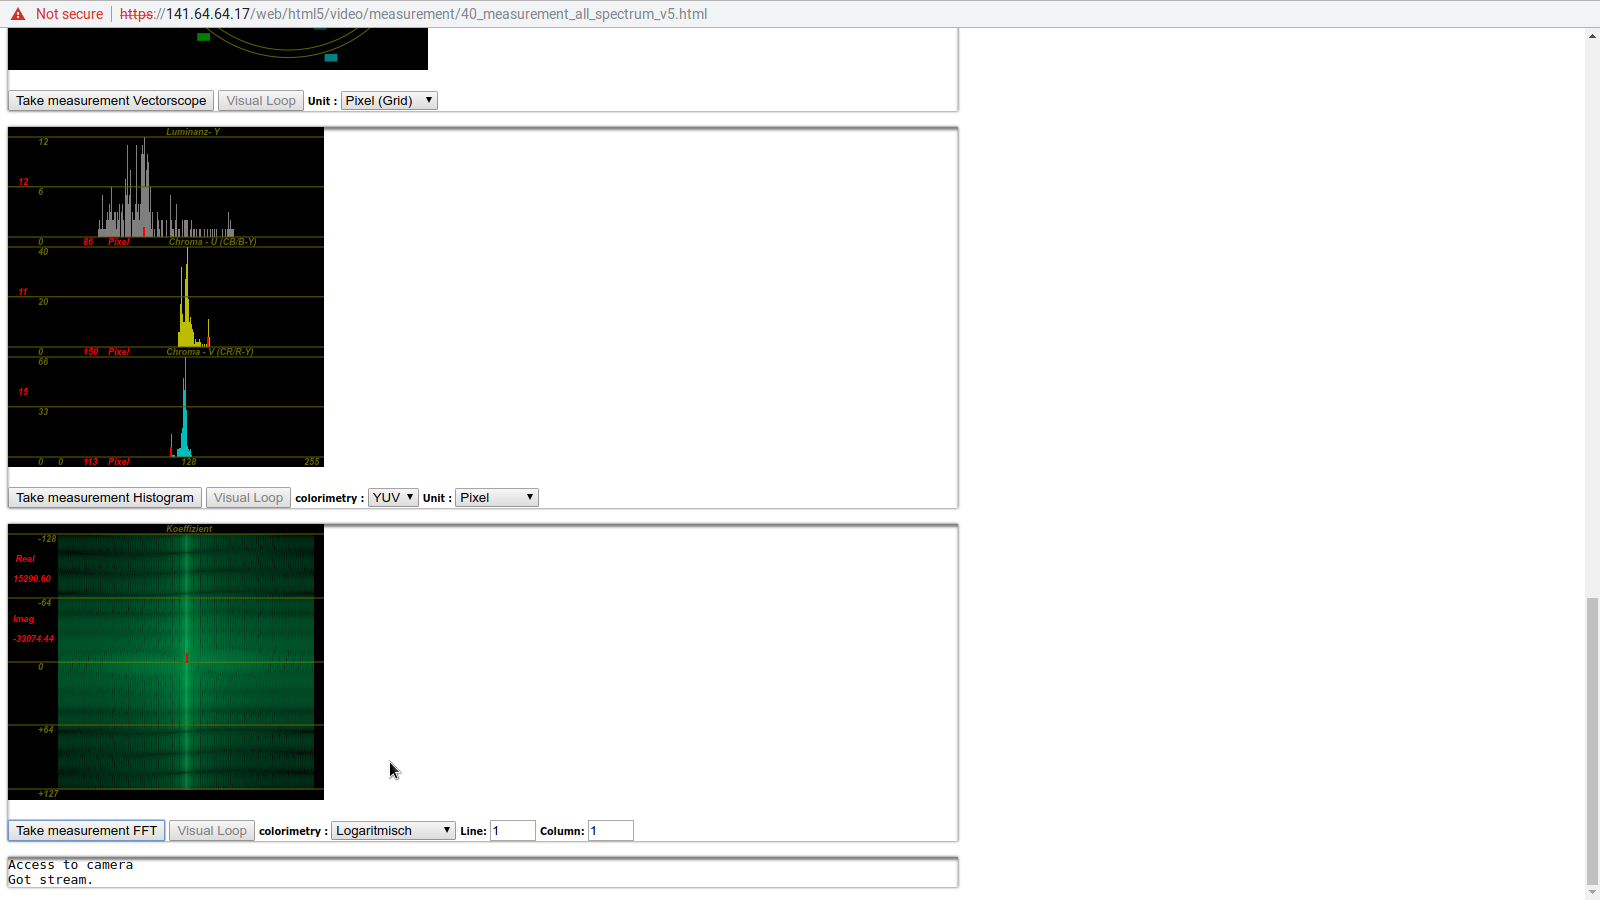 Not secure https://141.64.64.17/web/html5/video/measurement/40_measurement_all_spectrum_v5.html
Take measurement Vectorscope Visual Loop Unit : Pixel (Grid)
Luminanz- Y
12
12
6
0 86 Pixel Chroma - U (CB/B-Y)
40
11
20
0 150 Pixel Chroma - V (CR/R-Y)
66
15
33
0 0 113 Pixel 128 255
Take measurement Histogram Visual Loop colorimetry : YUV Unit : Pixel
Koeffizient
-128
Real
15290.60
-64
Imag
-33074.44
0
+64
+127
Take measurement FFT Visual Loop colorimetry : Logaritmisch Line: 1 Column: 1
Access to camera
Got stream.